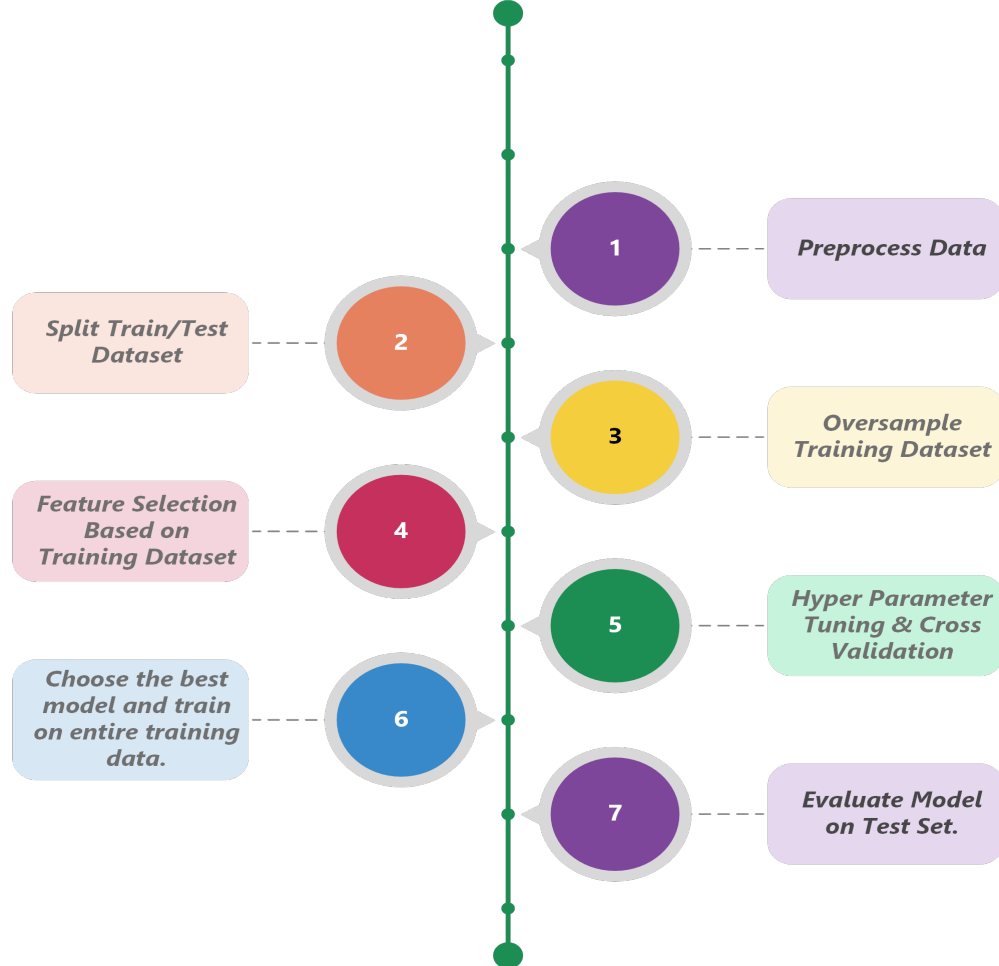 1
Preprocess Data
Split Train/Test
Dataset
2
3
Oversample
Training Dataset
Feature Selection
Based on
Training Dataset
4
5
Hyper Parameter
Tuning & Cross
Validation
Choose the best
model and train
on entire training
data.
6
7
Evaluate Model
on Test Set.